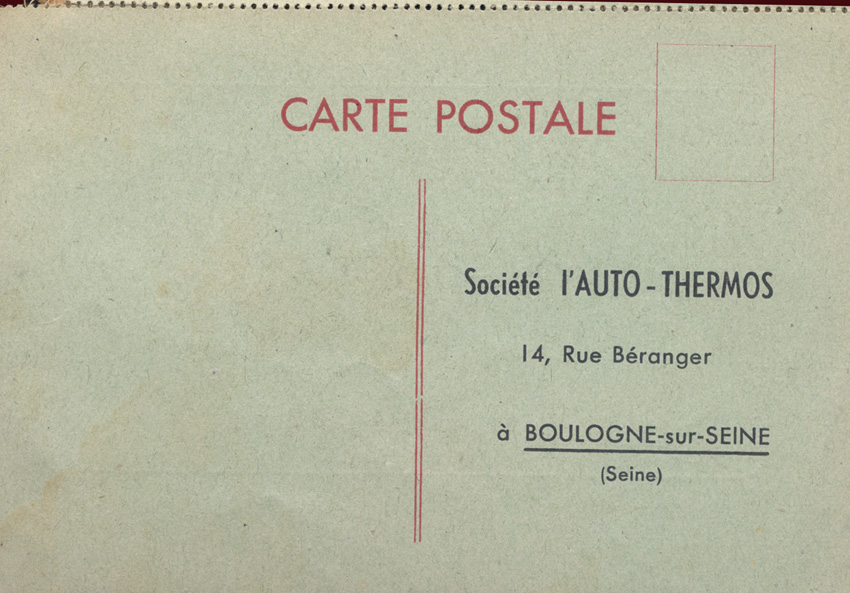 CARTE POSTALE
Société l'AUTO-THERMOS
14, Rue Béranger
à BOULOGNE-sur-SEINE
(Seine)